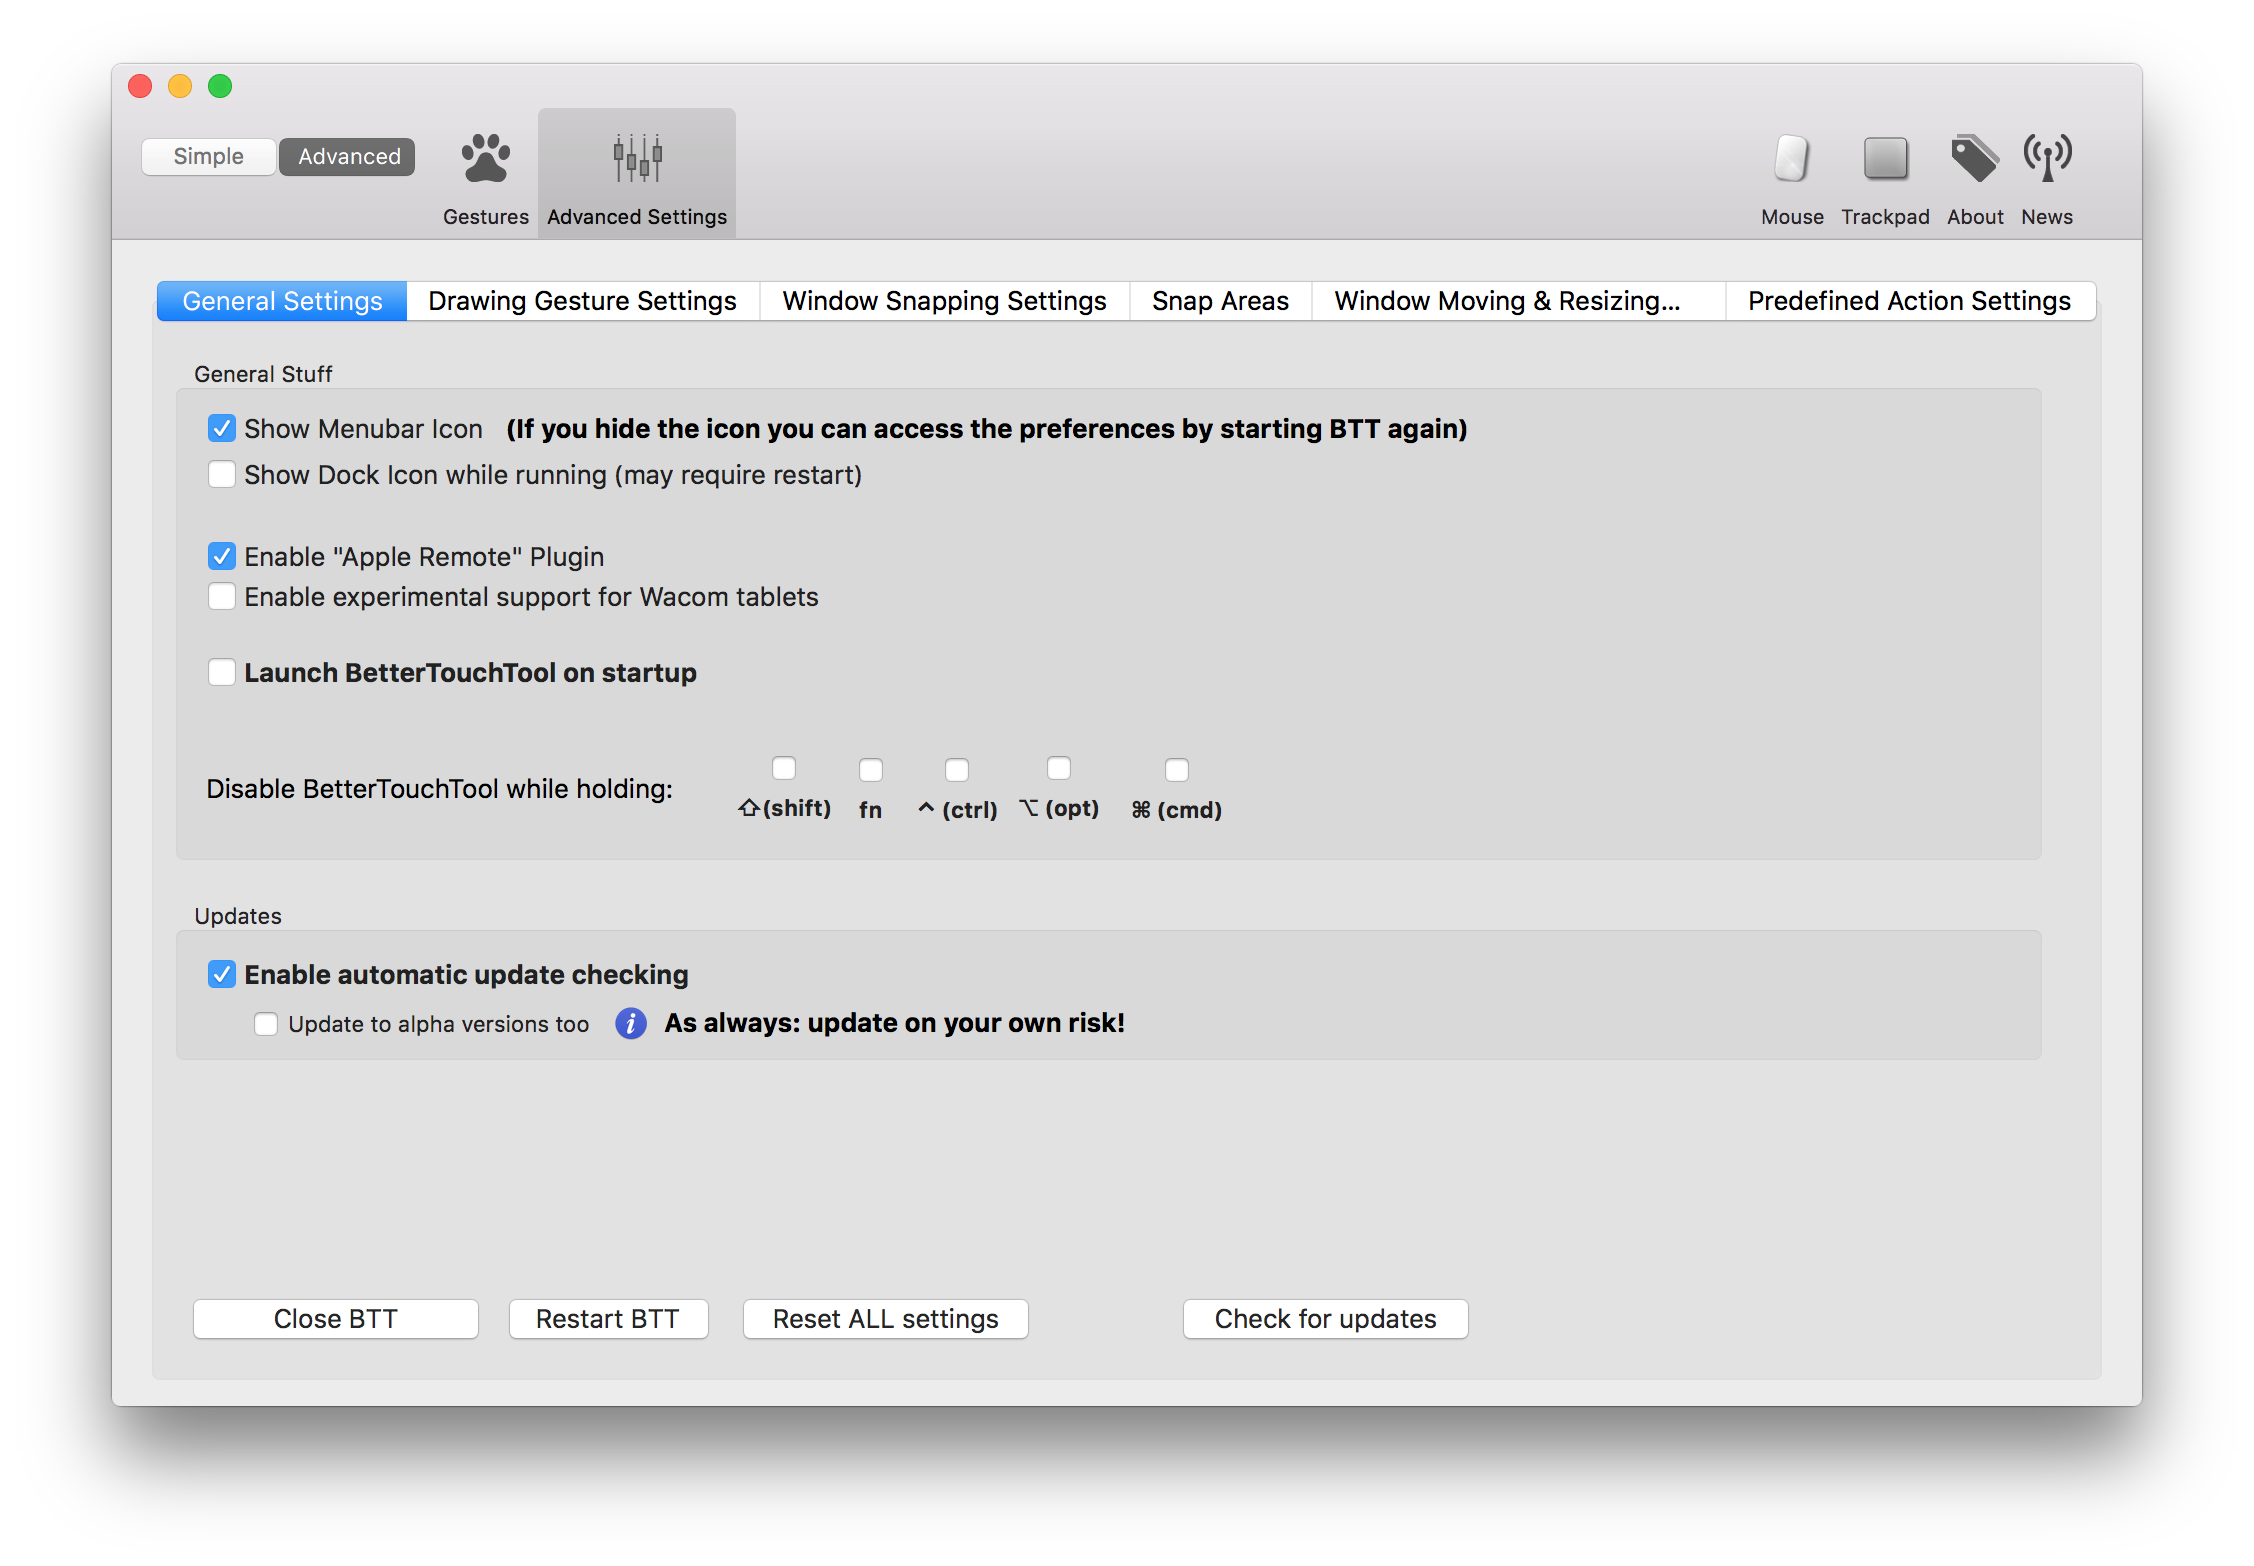 Simple Advanced
Gestures Advanced Settings Mouse Trackpad About News
General Settings Drawing Gesture Settings Window Snapping Settings Snap Areas Window Moving & Resizing... Predefined Action Settings
General Stuff
Show Menubar Icon (If you hide the icon you can access the preferences by starting BTT again)
Show Dock Icon while running (may require restart)
Enable "Apple Remote" Plugin
Enable experimental support for Wacom tablets
Launch BetterTouchTool on startup
Disable BetterTouchTool while holding: ⇧(shift) fn ^ (ctrl) ⌥ (opt) ⌘ (cmd)
Updates
Enable automatic update checking
Update to alpha versions too i As always: update on your own risk!
Close BTT Restart BTT Reset ALL settings Check for updates